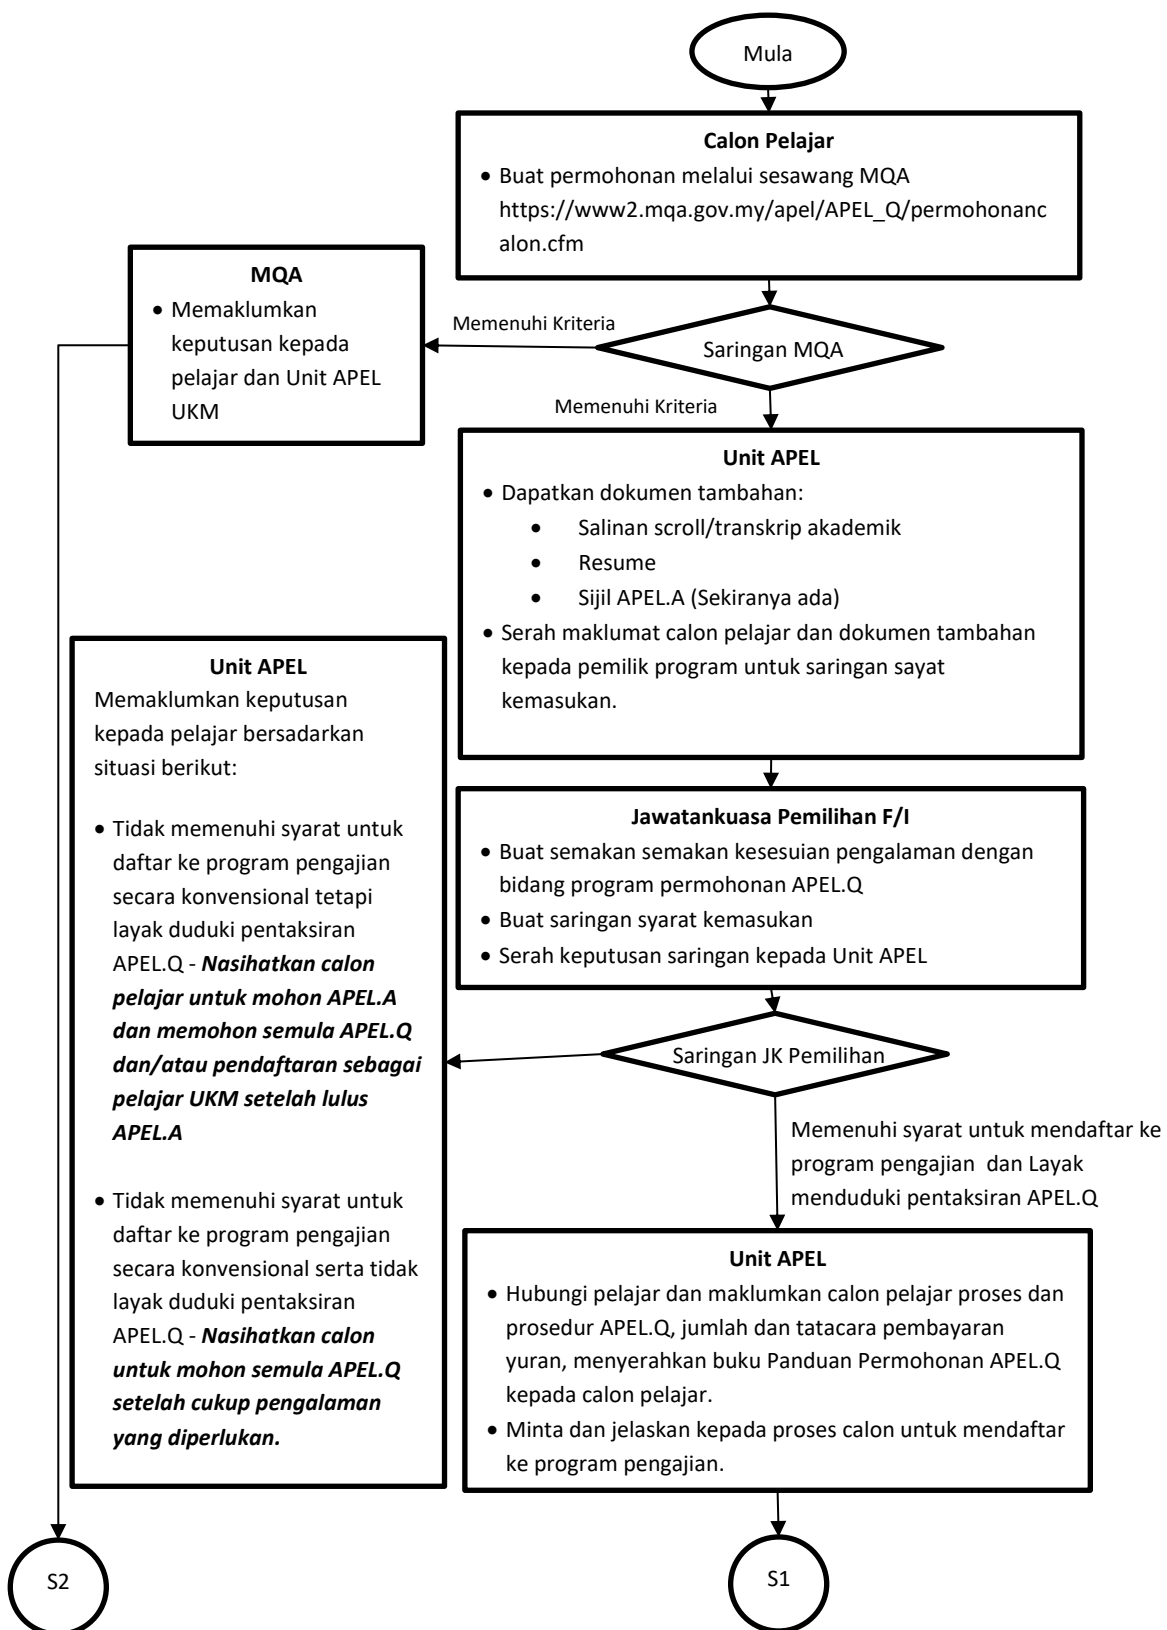 Mula
Calon Pelajar
• Buat permohonan melalui sesawang MQA
https://www2.mqa.gov.my/apel/APEL_Q/permohonanc
alon.cfm
MQA
• Memaklumkan
keputusan kepada
pelajar dan Unit APEL
UKM
Memenuhi Kriteria
Saringan MQA
Memenuhi Kriteria
Unit APEL
• Dapatkan dokumen tambahan:
• Salinan scroll/transkrip akademik
• Resume
• Sijil APEL.A (Sekiranya ada)
• Serah maklumat calon pelajar dan dokumen tambahan
kepada pemilik program untuk saringan sayat
kemasukan.
Unit APEL
Memaklumkan keputusan
kepada pelajar bersadarkan
situasi berikut:
• Tidak memenuhi syarat untuk
daftar ke program pengajian
secara konvensional tetapi
layak duduki pentaksiran
APEL.Q - Nasihatkan calon
pelajar untuk mohon APEL.A
dan memohon semula APEL.Q
dan/atau pendaftaran sebagai
pelajar UKM setelah lulus
APEL.A
• Tidak memenuhi syarat untuk
daftar ke program pengajian
secara konvensional serta tidak
layak duduki pentaksiran
APEL.Q - Nasihatkan calon
untuk mohon semula APEL.Q
setelah cukup pengalaman
yang diperlukan.
Jawatankuasa Pemilihan F/I
• Buat semakan semakan kesesuian pengalaman dengan
bidang program permohonan APEL.Q
• Buat saringan syarat kemasukan
• Serah keputusan saringan kepada Unit APEL
Saringan JK Pemilihan
Memenuhi syarat untuk mendaftar ke
program pengajian dan Layak
menduduki pentaksiran APEL.Q
Unit APEL
• Hubungi pelajar dan maklumkan calon pelajar proses dan
prosedur APEL.Q, jumlah dan tatacara pembayaran
yuran, menyerahkan buku Panduan Permohonan APEL.Q
kepada calon pelajar.
• Minta dan jelaskan kepada proses calon untuk mendaftar
ke program pengajian.
S2
S1